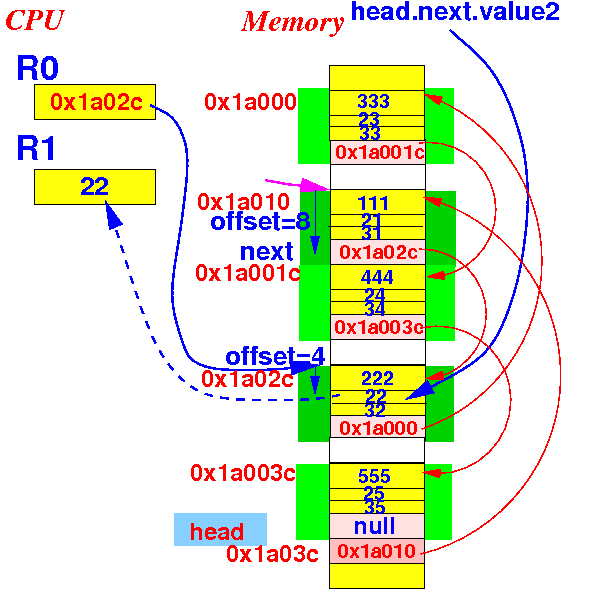 CPU
Memory
head.next.value2
R0
0x1a02c
R1
22
0x1a000
333
23
33
0x1a001c
0x1a010
111
offset=8
21
31
next
0x1a02c
0x1a001c
444
24
34
0x1a003c
offset=4
0x1a02c
222
22
32
0x1a000
0x1a003c
555
25
35
head
null
0x1a03c
0x1a010